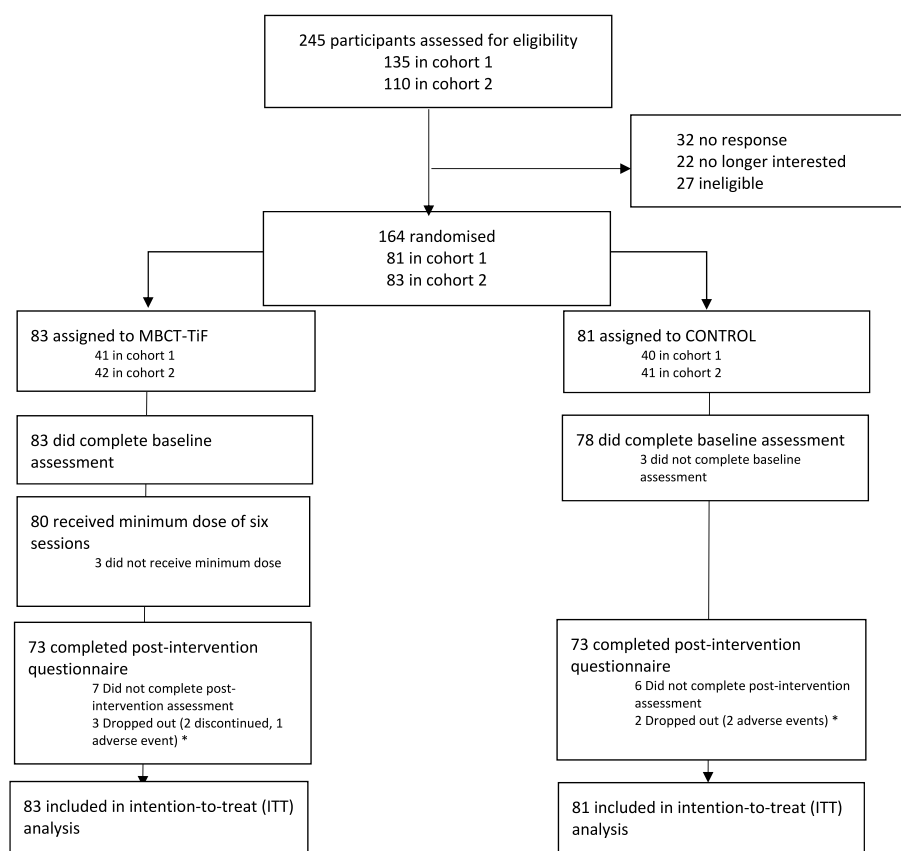 245 participants assessed for eligibility
135 in cohort 1
110 in cohort 2
32 no response
22 no longer interested
27 ineligible
164 randomised
81 in cohort 1
83 in cohort 2
83 assigned to MBCT-TiF
41 in cohort 1
42 in cohort 2
81 assigned to CONTROL
40 in cohort 1
41 in cohort 2
83 did complete baseline
assessment
78 did complete baseline assessment
3 did not complete baseline
assessment
80 received minimum dose of six
sessions
3 did not receive minimum dose
73 completed post-intervention
questionnaire
7 Did not complete post-
intervention assessment
3 Dropped out (2 discontinued, 1
adverse event) *
73 completed post-intervention
questionnaire
6 Did not complete post-intervention
assessment
2 Dropped out (2 adverse events) *
83 included in intention-to-treat (ITT)
analysis
81 included in intention-to-treat (ITT)
analysis